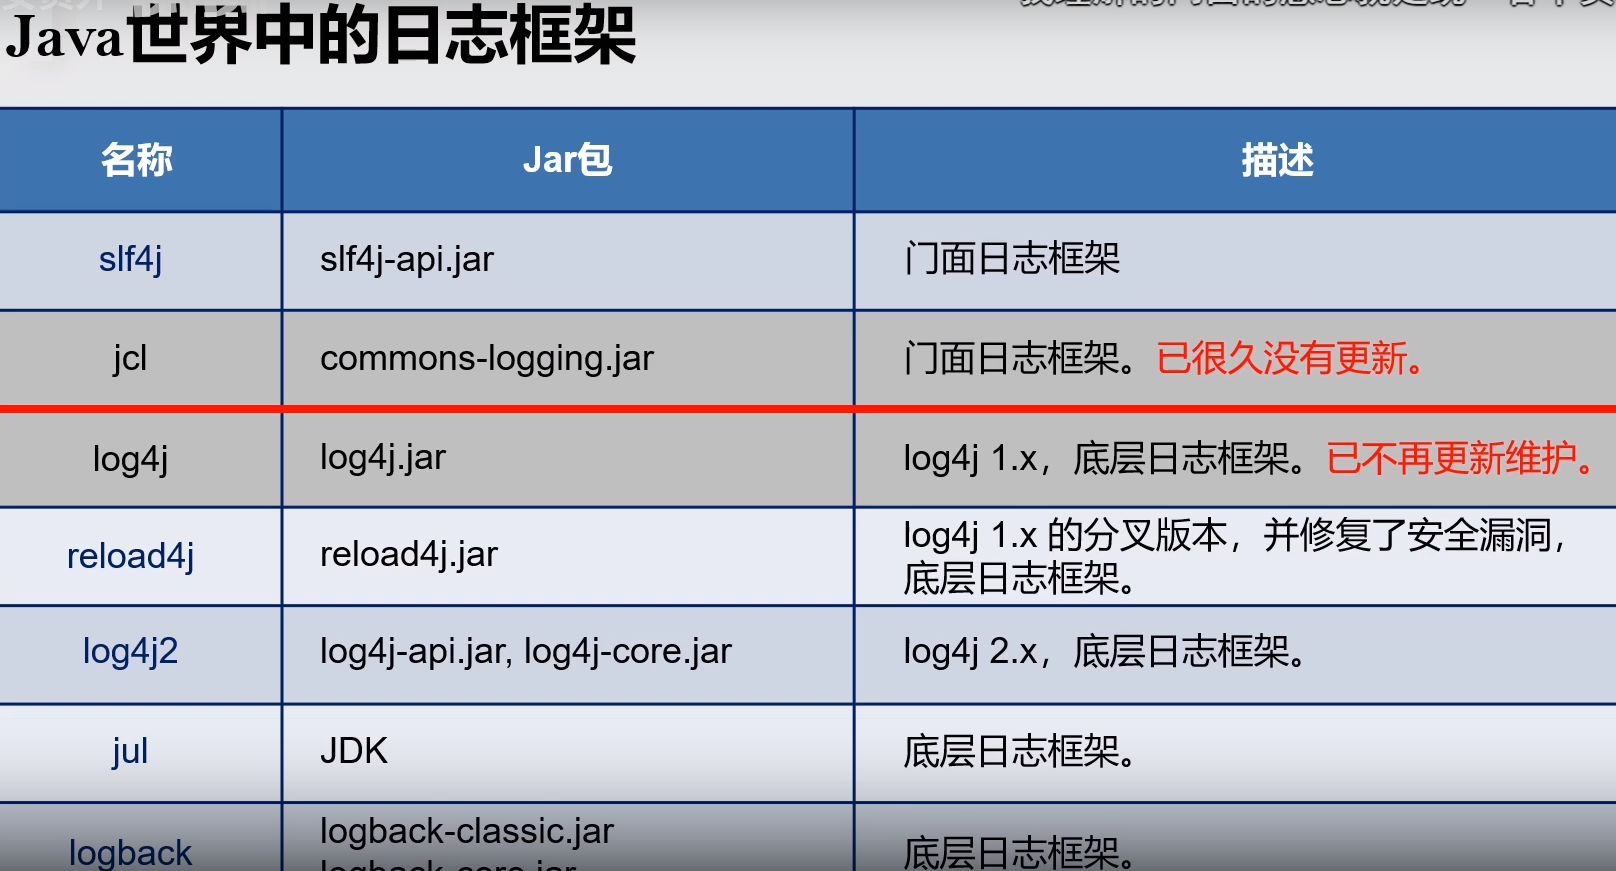 Java世界中的日志框架
名称 Jar包 描述
slf4j slf4j-api.jar 门面日志框架
jcl commons-logging.jar 门面日志框架。已很久没有更新。
log4j log4j.jar log4j 1.x，底层日志框架。已不再更新维护。
reload4j reload4j.jar log4j 1.x 的分叉版本，并修复了安全漏洞，
底层日志框架。
log4j2 log4j-api.jar, log4j-core.jar log4j 2.x，底层日志框架。
jul JDK 底层日志框架。
logback logback-classic.jar 底层日志框架。
logback-core.jar